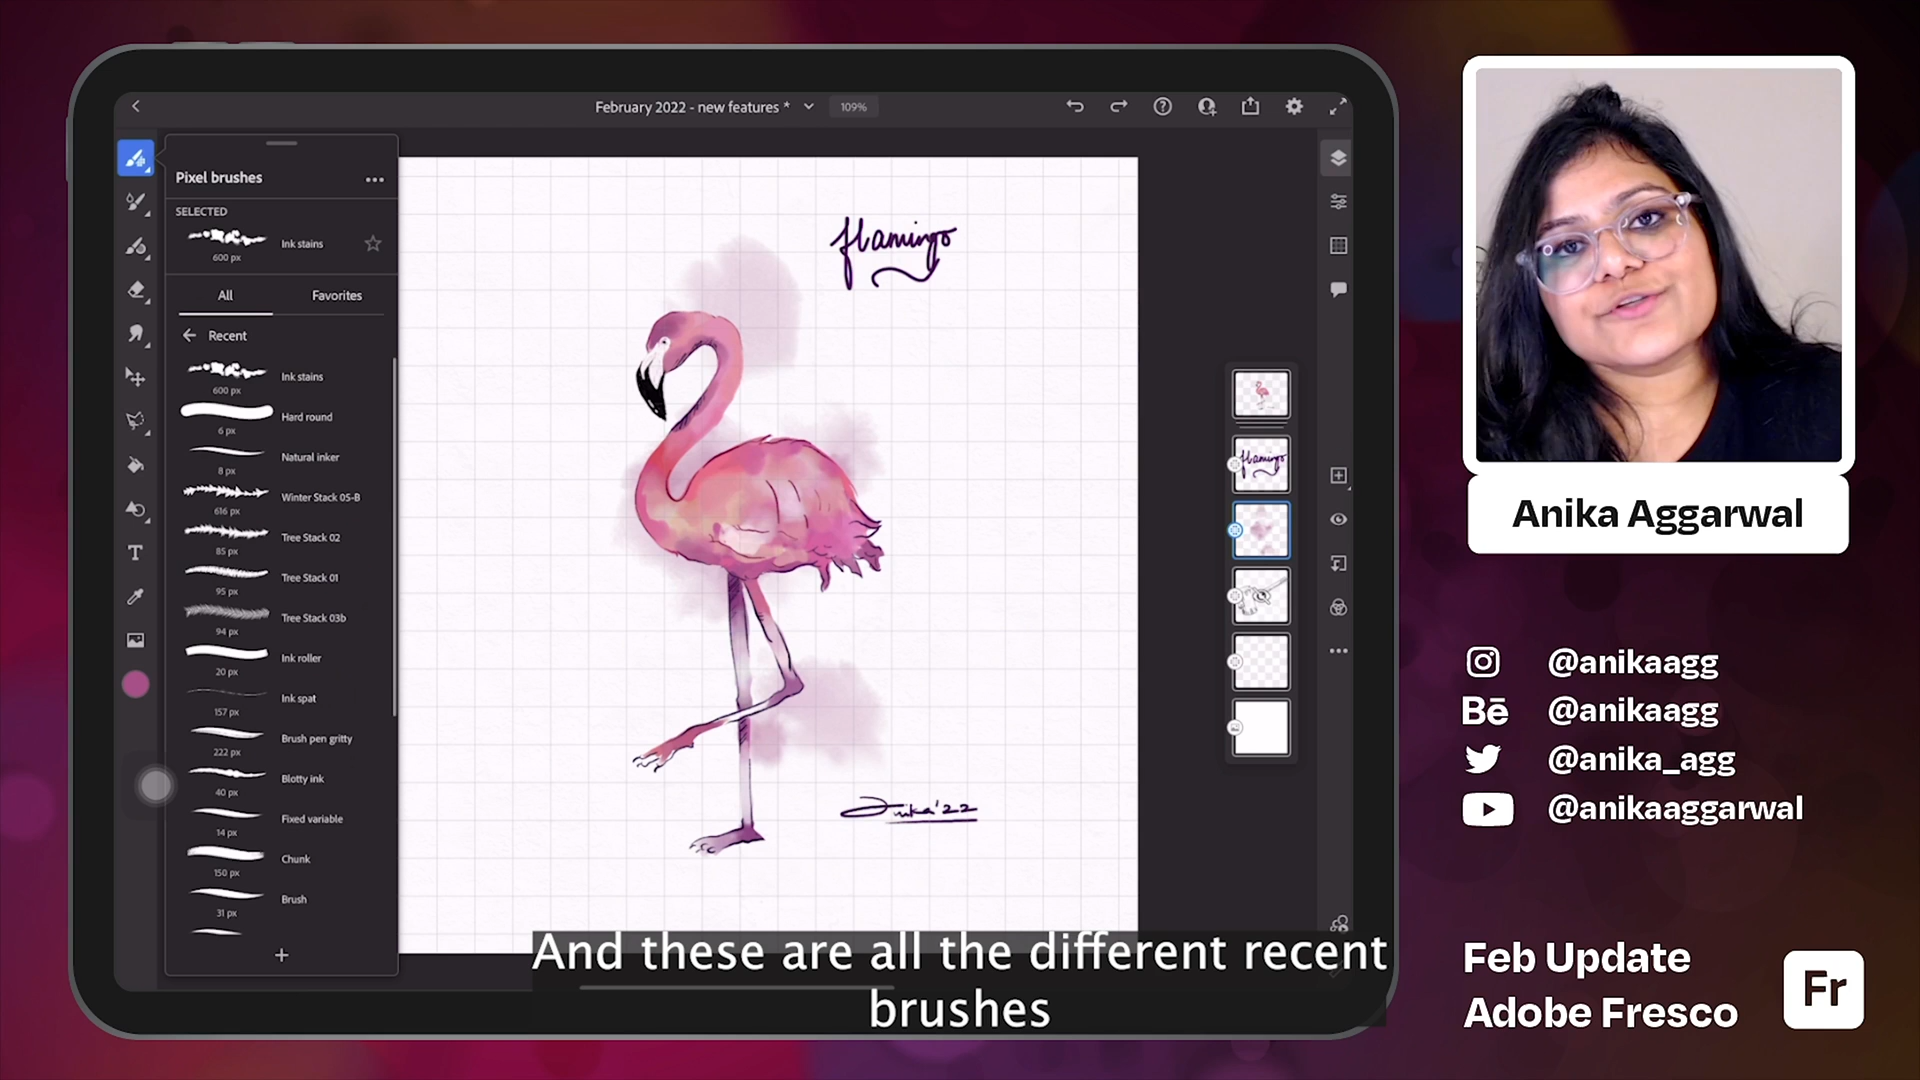 February 2022 - new features *
109%
Pixel brushes
SELECTED
Ink stains
600 px
All
Favorites
Recent
Ink stains
600 px
Hard round
6 px
Natural inker
8 px
Winter Stack 05-B
616 px
Tree Stack 02
85 px
Tree Stack 01
95 px
Tree Stack 03b
94 px
Ink roller
20 px
Ink spat
157 px
Brush pen gritty
222 px
Blotty ink
40 px
Fixed variable
14 px
Chunk
150 px
Brush
31 px
T
flamingo
Anika '22
flamingo
And these are all the different recent
brushes
Anika Aggarwal
@anikaagg
Bē @anikaagg
@anika_agg
@anikaaggarwal
Feb Update
Adobe Fresco
Fr